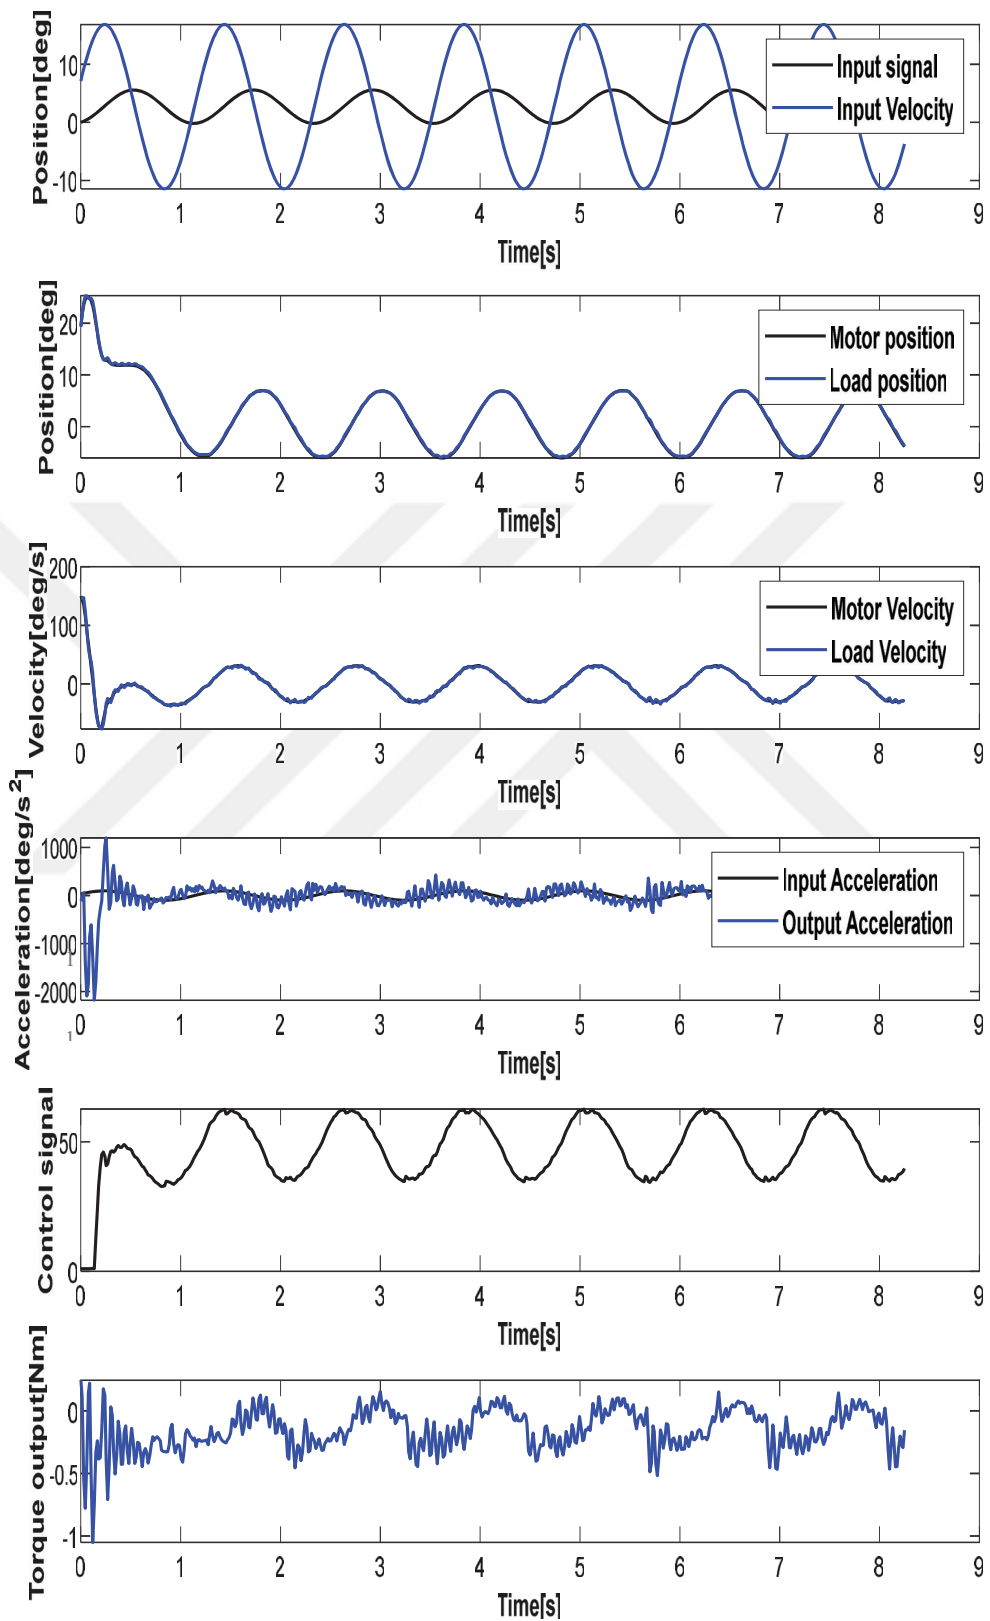 Position[deg]
10
0
-10
Input signal
Input Velocity
0 1 2 3 4 5 6 7 8 9
Time[s]
Position[deg]
20
10
0
Motor position
Load position
0 1 2 3 4 5 6 7 8 9
Time[s]
Velocity[deg/s]
200
100
0
Motor Velocity
Load Velocity
0 1 2 3 4 5 6 7 8 9
Time[s]
Acceleration[deg/s²]
1000
0
-1000
-2000
1
1
Input Acceleration
Output Acceleration
0 1 2 3 4 5 6 7 8 9
Time[s]
Control signal
50
0
0 1 2 3 4 5 6 7 8 9
Time[s]
Torque output[Nm]
0
-0.5
-1
0 1 2 3 4 5 6 7 8 9
Time[s]